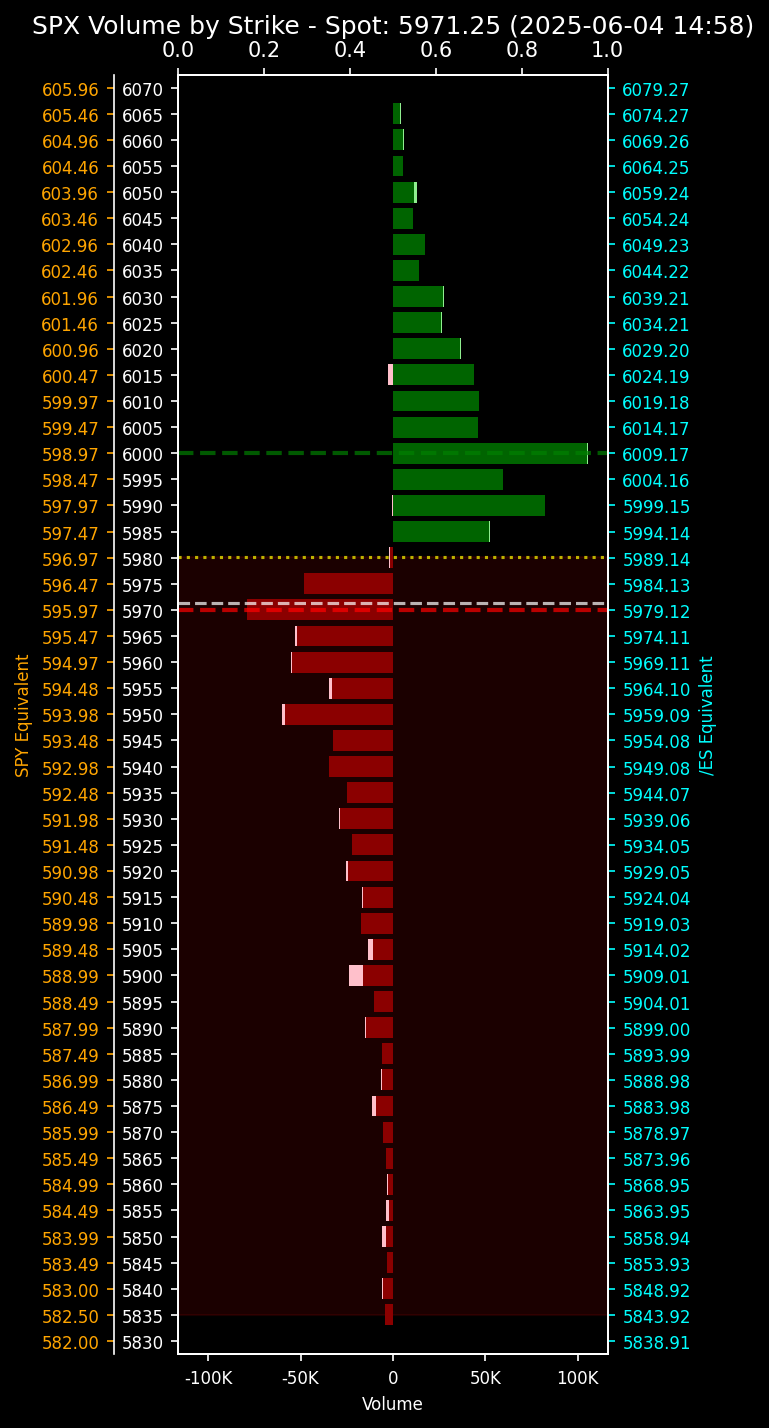 SPX Volume by Strike - Spot: 5971.25 (2025-06-04 14:58)
0.0 0.2 0.4 0.6 0.8 1.0
605.96 6070 6079.27
605.46 6065 6074.27
604.96 6060 6069.26
604.46 6055 6064.25
603.96 6050 6059.24
603.46 6045 6054.24
602.96 6040 6049.23
602.46 6035 6044.22
601.96 6030 6039.21
601.46 6025 6034.21
600.96 6020 6029.20
600.47 6015 6024.19
599.97 6010 6019.18
599.47 6005 6014.17
598.97 6000 6009.17
598.47 5995 6004.16
597.97 5990 5999.15
597.47 5985 5994.14
596.97 5980 5989.14
596.47 5975 5984.13
595.97 5970 5979.12
595.47 5965 5974.11
594.97 5960 5969.11
594.48 5955 5964.10
593.98 5950 5959.09
593.48 5945 5954.08
592.98 5940 5949.08
592.48 5935 5944.07
591.98 5930 5939.06
591.48 5925 5934.05
590.98 5920 5929.05
590.48 5915 5924.04
589.98 5910 5919.03
589.48 5905 5914.02
588.99 5900 5909.01
588.49 5895 5904.01
587.99 5890 5899.00
587.49 5885 5893.99
586.99 5880 5888.98
586.49 5875 5883.98
585.99 5870 5878.97
585.49 5865 5873.96
584.99 5860 5868.95
584.49 5855 5863.95
583.99 5850 5858.94
583.49 5845 5853.93
583.00 5840 5848.92
582.50 5835 5843.92
582.00 5830 5838.91
SPY Equivalent
/ES Equivalent
-100K -50K 0 50K 100K
Volume